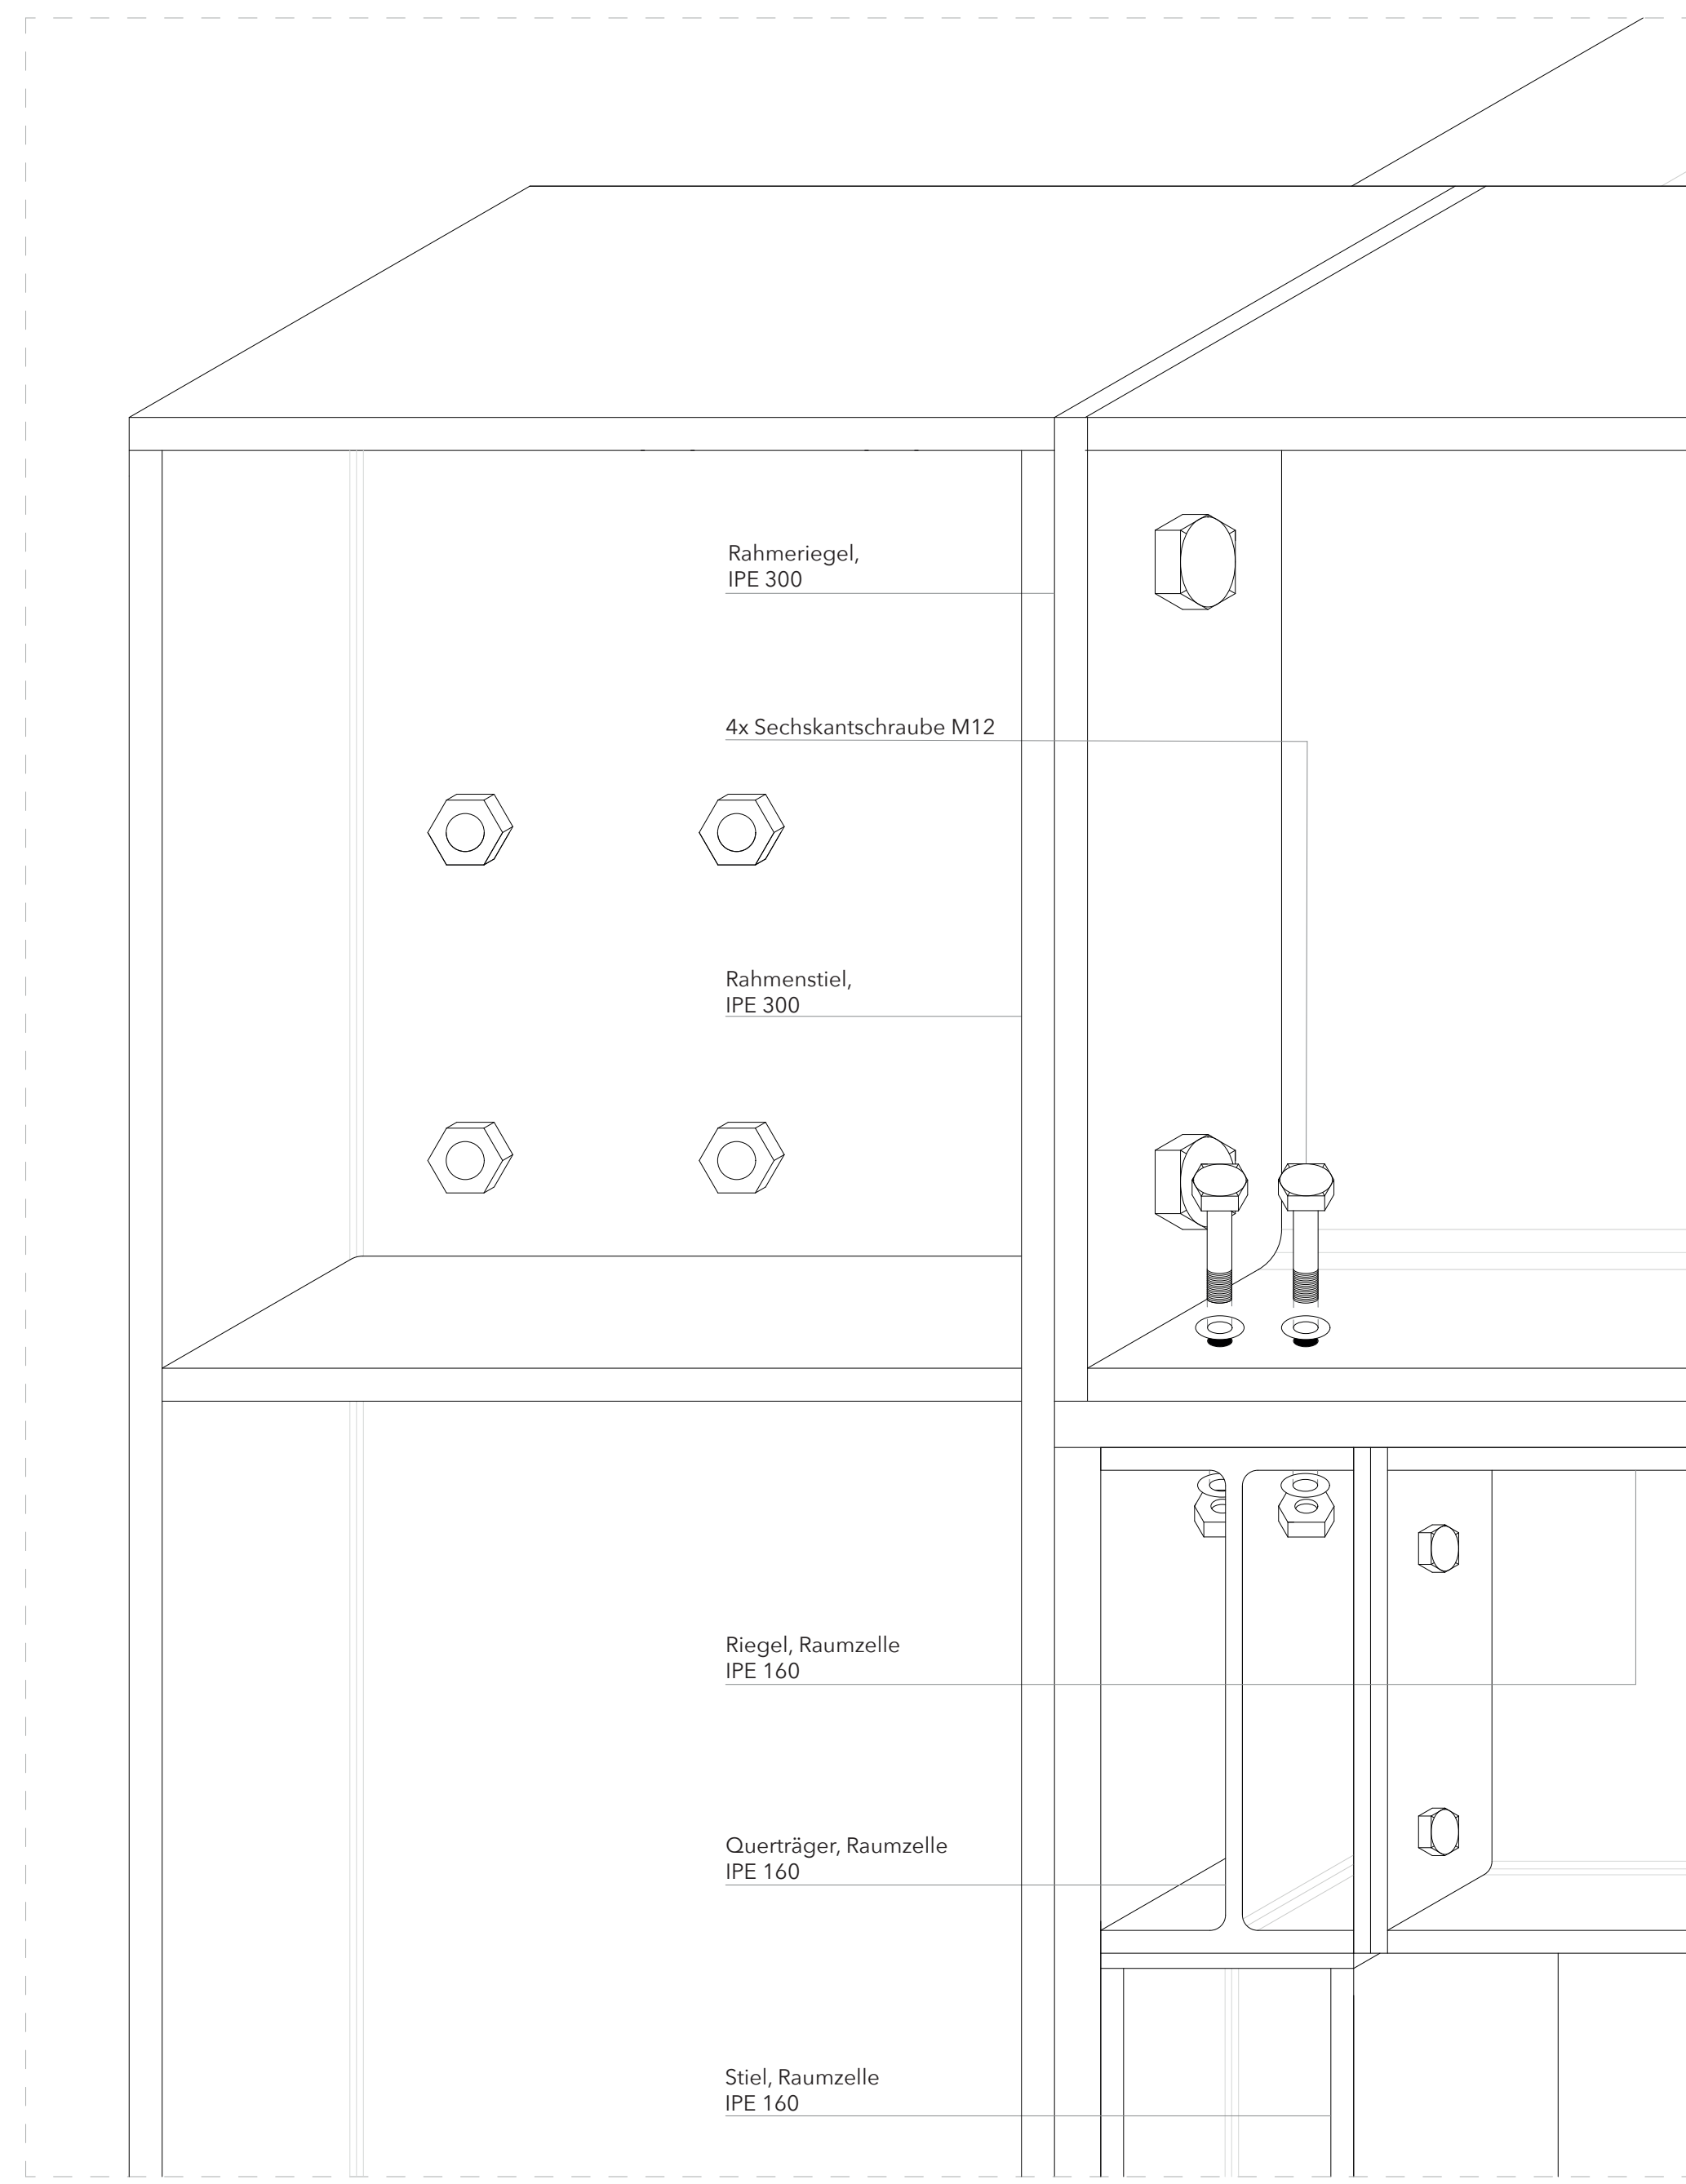 Rahmeriegel,
IPE 300
4x Sechskantschraube M12
Rahmenstiel,
IPE 300
Riegel, Raumzelle
IPE 160
Querträger, Raumzelle
IPE 160
Stiel, Raumzelle
IPE 160